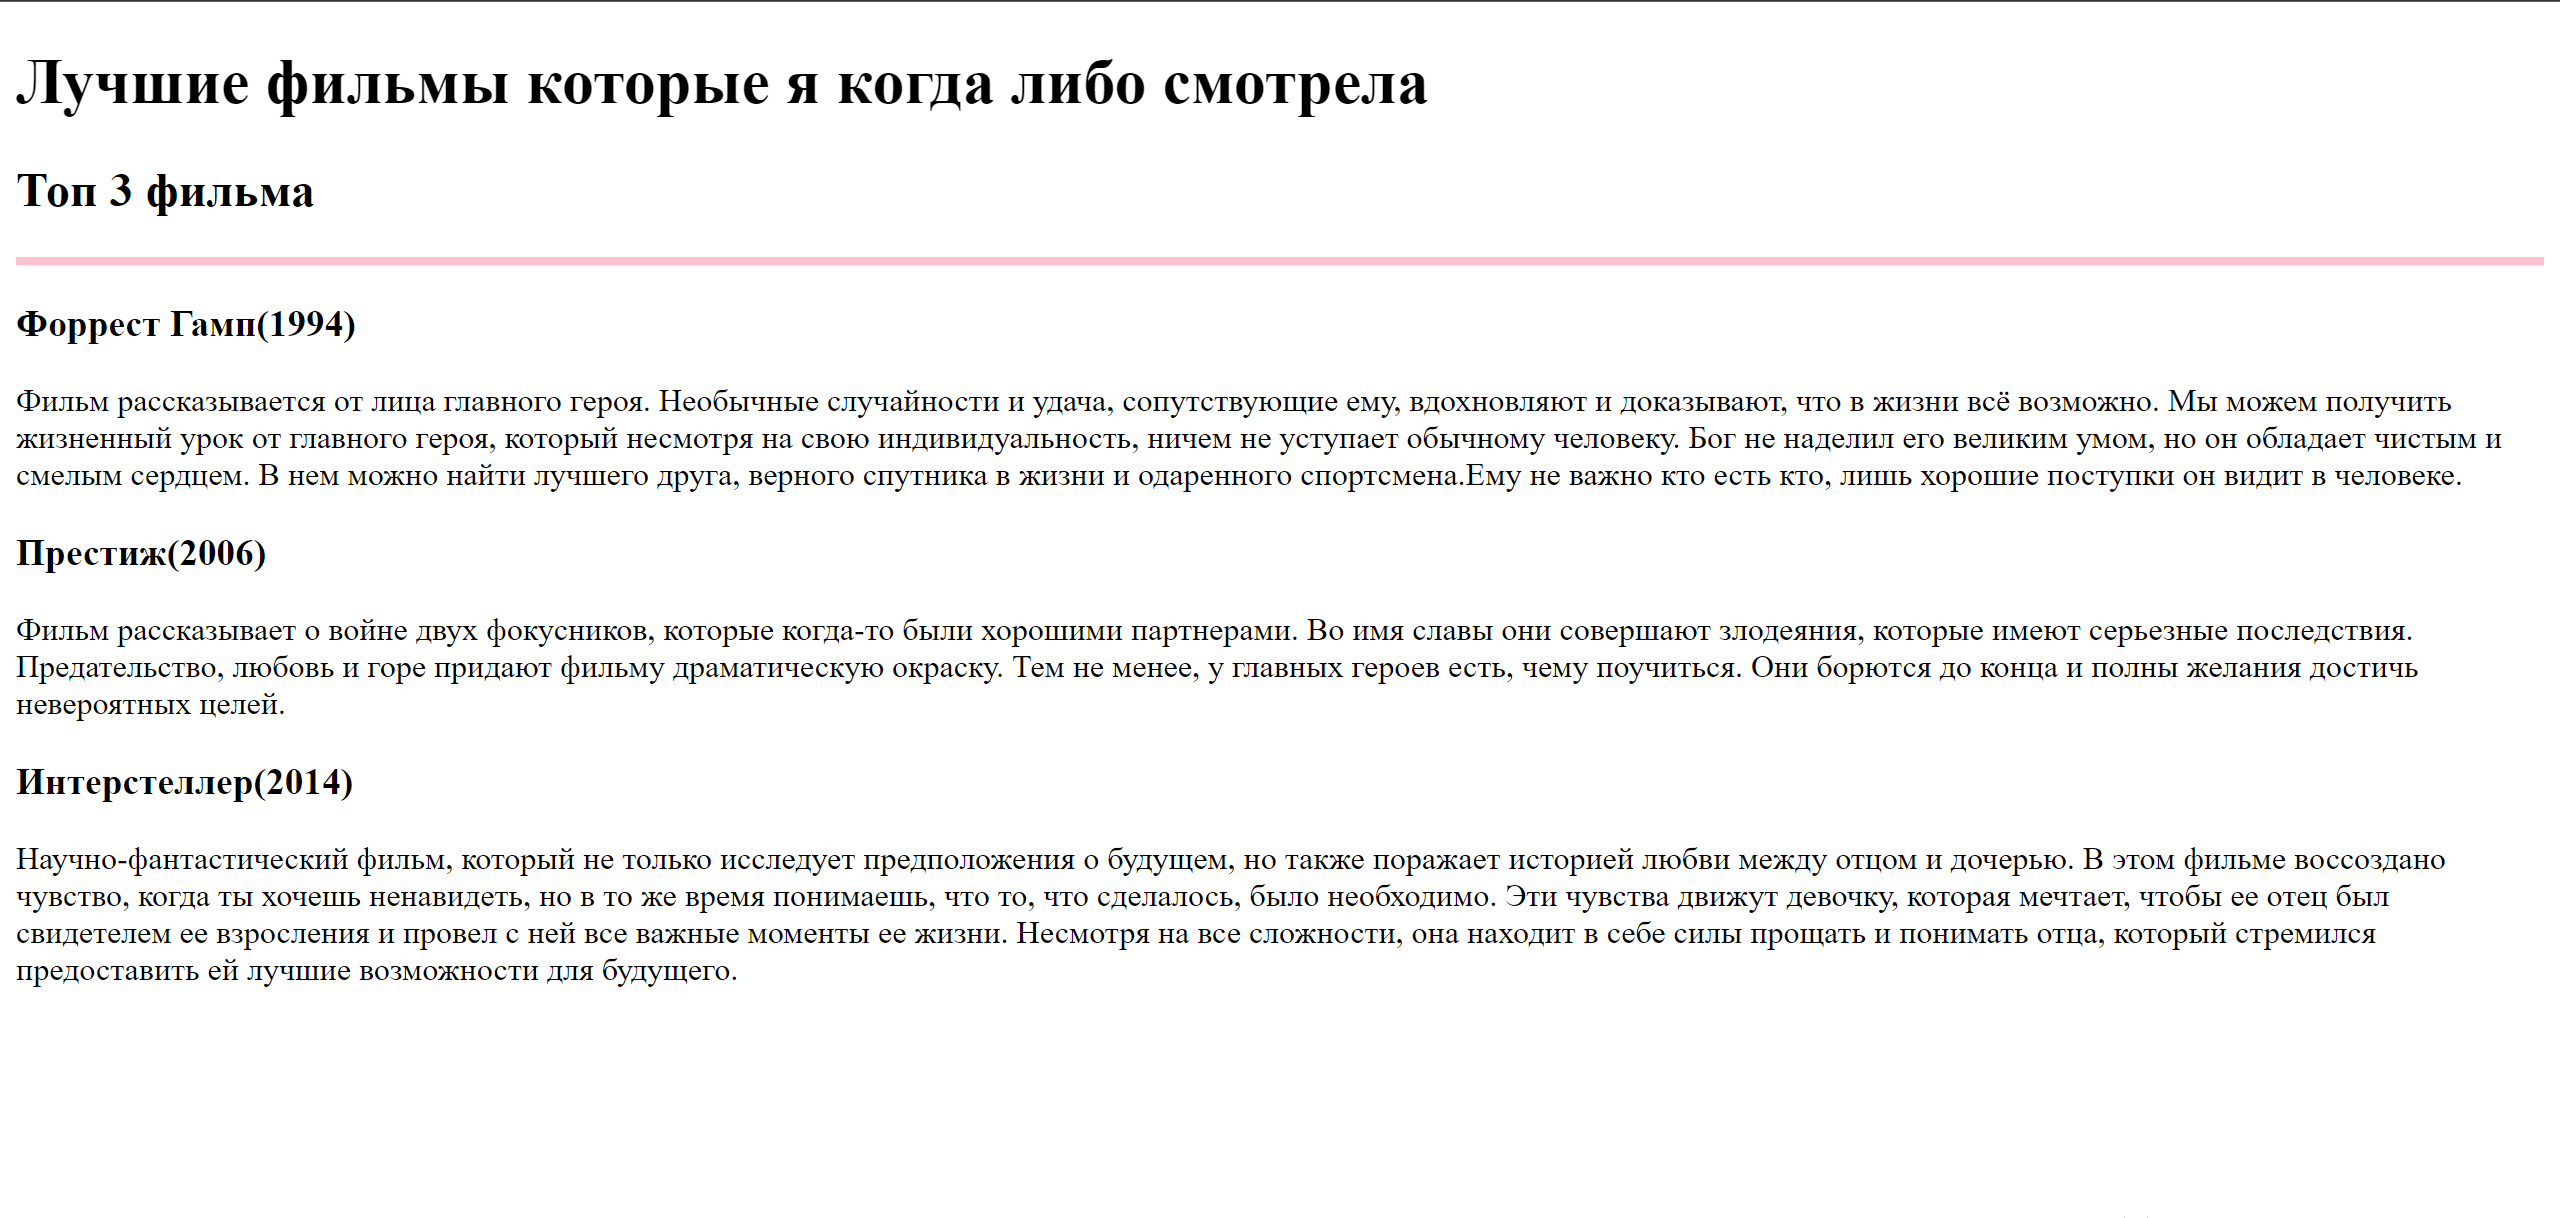 Лучшие фильмы которые я когда либо смотрела
Топ 3 фильма
Форрест Гамп(1994)
Фильм рассказывается от лица главного героя. Необычные случайности и удача, сопутствующие ему, вдохновляют и доказывают, что в жизни всё возможно. Мы можем получить
жизненный урок от главного героя, который несмотря на свою индивидуальность, ничем не уступает обычному человеку. Бог не наделил его великим умом, но он обладает чистым и
смелым сердцем. В нем можно найти лучшего друга, верного спутника в жизни и одаренного спортсмена.Ему не важно кто есть кто, лишь хорошие поступки он видит в человеке.
Престиж(2006)
Фильм рассказывает о войне двух фокусников, которые когда-то были хорошими партнерами. Во имя славы они совершают злодеяния, которые имеют серьезные последствия.
Предательство, любовь и горе придают фильму драматическую окраску. Тем не менее, у главных героев есть, чему поучиться. Они борются до конца и полны желания достичь
невероятных целей.
Интерстеллер(2014)
Научно-фантастический фильм, который не только исследует предположения о будущем, но также поражает историей любви между отцом и дочерью. В этом фильме воссоздано
чувство, когда ты хочешь ненавидеть, но в то же время понимаешь, что то, что сделалось, было необходимо. Эти чувства движут девочку, которая мечтает, чтобы ее отец был
свидетелем ее взросления и провел с ней все важные моменты ее жизни. Несмотря на все сложности, она находит в себе силы прощать и понимать отца, который стремился
предоставить ей лучшие возможности для будущего.